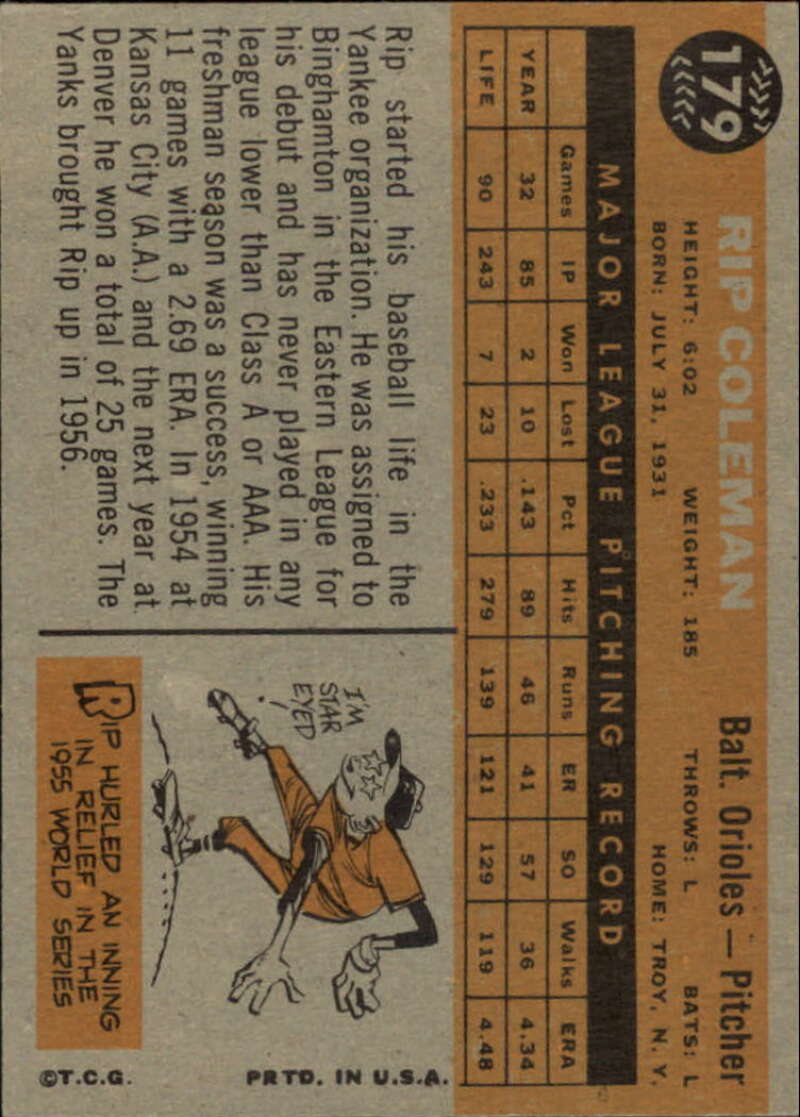 179
RIP COLEMAN
Balt. Orioles — Pitcher
HEIGHT: 6:02 WEIGHT: 185 THROWS: L BATS: L
BORN: JULY 31, 1931 HOME: TROY, N. Y.
MAJOR LEAGUE PITCHING RECORD
Games IP Won Lost Pct Hits Runs ER SO Walks ERA
YEAR 32 85 2 10 .143 89 46 41 57 36 4.34
LIFE 90 243 7 23 .233 279 139 121 129 119 4.48
Rip started his baseball life in the
Yankee organization. He was assigned to
Binghamton in the Eastern League for
his debut and has never played in any
league lower than Class A or AAA. His
freshman season was a success, winning
11 games with a 2.69 ERA. In 1954 at
Kansas City (A.A.) and the next year at
Denver he won a total of 25 games. The
Yanks brought Rip up in 1956.
I'M
STAR
EYED
!
RIP HURLED AN INNING
IN RELIEF IN THE
1955 WORLD SERIES
©T.C.G. PRTD. IN U.S.A.